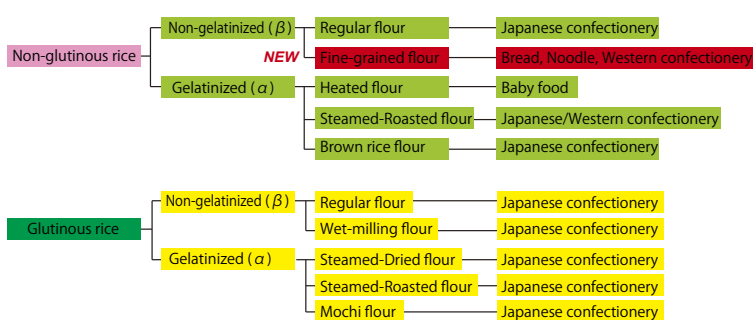 Non-glutinous rice
Non-gelatinized (β)
Regular flour
Japanese confectionery
NEW
Fine-grained flour
Bread, Noodle, Western confectionery
Gelatinized (α)
Heated flour
Baby food
Steamed-Roasted flour
Japanese/Western confectionery
Brown rice flour
Japanese confectionery
Glutinous rice
Non-gelatinized (β)
Regular flour
Japanese confectionery
Wet-milling flour
Japanese confectionery
Gelatinized (α)
Steamed-Dried flour
Japanese confectionery
Steamed-Roasted flour
Japanese confectionery
Mochi flour
Japanese confectionery